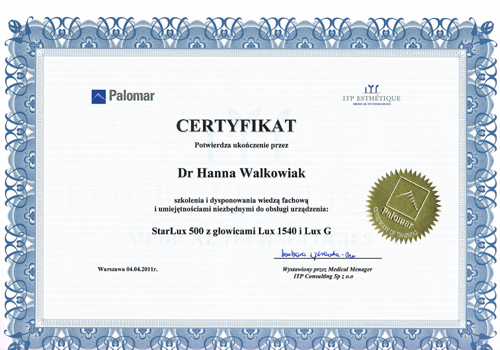 Palomar
ITP ESTHÉTIQUE
MEDICAL TECHNOLOGIES
CERTYFIKAT
Potwierdza ukończenie przez
Dr Hanna Walkowiak
szkolenia i dysponowania wiedzą fachową
i umiejętnościami niezbędnymi do obsługi urządzenia:
StarLux 500 z głowicami Lux 1540 i Lux G
Palomar
CERTIFICATE OF TRAINING
Warszawa 04.04.2011r.
Wystawiony przez Medical Manager
ITP Consulting Sp z o.o